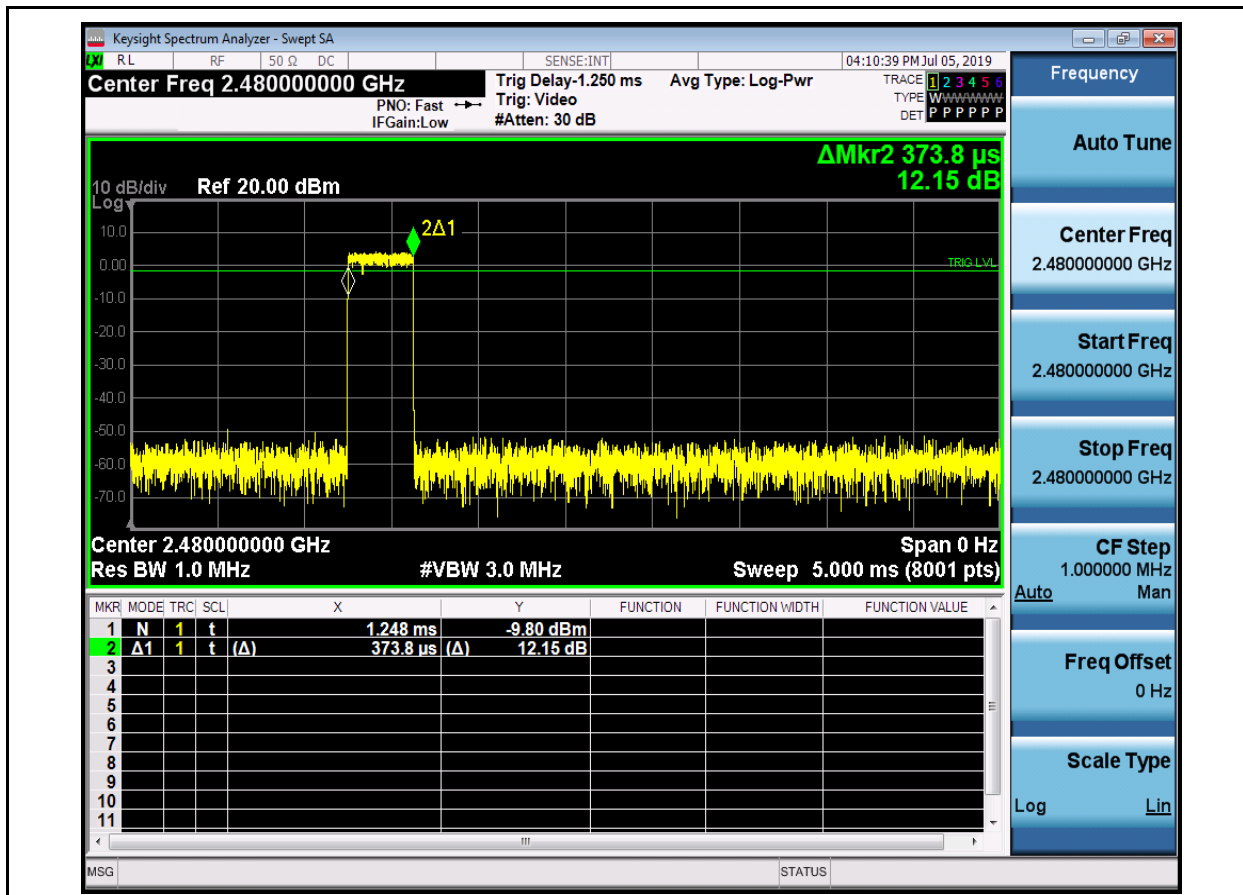 Keysight Spectrum Analyzer - Swept SA
LXI RL RF 50 Ω DC SENSE:INT 04:10:39 PM Jul 05, 2019
Center Freq 2.480000000 GHz
PNO: Fast
IFGain:Low
Trig Delay-1.250 ms
Trig: Video
#Atten: 30 dB
Avg Type: Log-Pwr
TRACE 1 2 3 4 5 6
TYPE WWWWWW
DET P P P P P P
ΔMkr2 373.8 µs
12.15 dB
10 dB/div Ref 20.00 dBm
Log
10.0
0.00
-10.0
-20.0
-30.0
-40.0
-50.0
-60.0
-70.0
2Δ1
TRIG LVL
Center 2.480000000 GHz Span 0 Hz
Res BW 1.0 MHz #VBW 3.0 MHz Sweep 5.000 ms (8001 pts)
MKR MODE TRC SCL X Y FUNCTION FUNCTION WIDTH FUNCTION VALUE
1 N 1 t 1.248 ms -9.80 dBm
2 Δ1 1 t (Δ) 373.8 µs (Δ) 12.15 dB
3
4
5
6
7
8
9
10
11
MSG STATUS
Frequency
Auto Tune
Center Freq
2.480000000 GHz
Start Freq
2.480000000 GHz
Stop Freq
2.480000000 GHz
CF Step
1.000000 MHz
Auto Man
Freq Offset
0 Hz
Scale Type
Log Lin